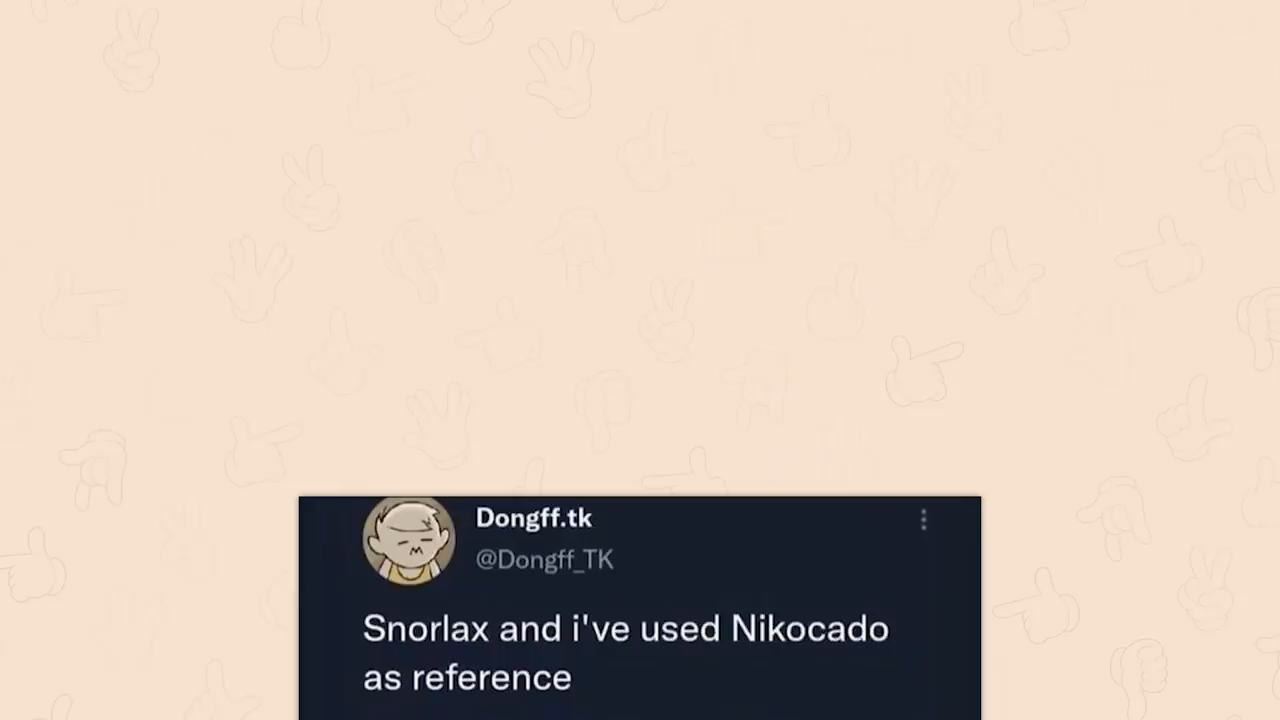 Dongff.tk
@Dongff_TK
Snorlax and i've used Nikocado
as reference